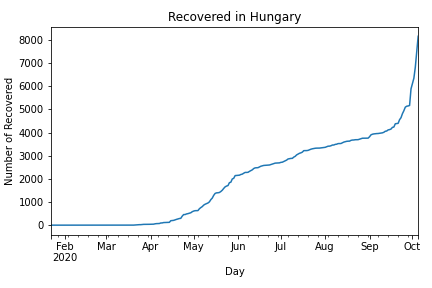 Recovered in Hungary
Number of Recovered
8000
7000
6000
5000
4000
3000
2000
1000
0
Feb Mar Apr May Jun Jul Aug Sep Oct
2020
Day